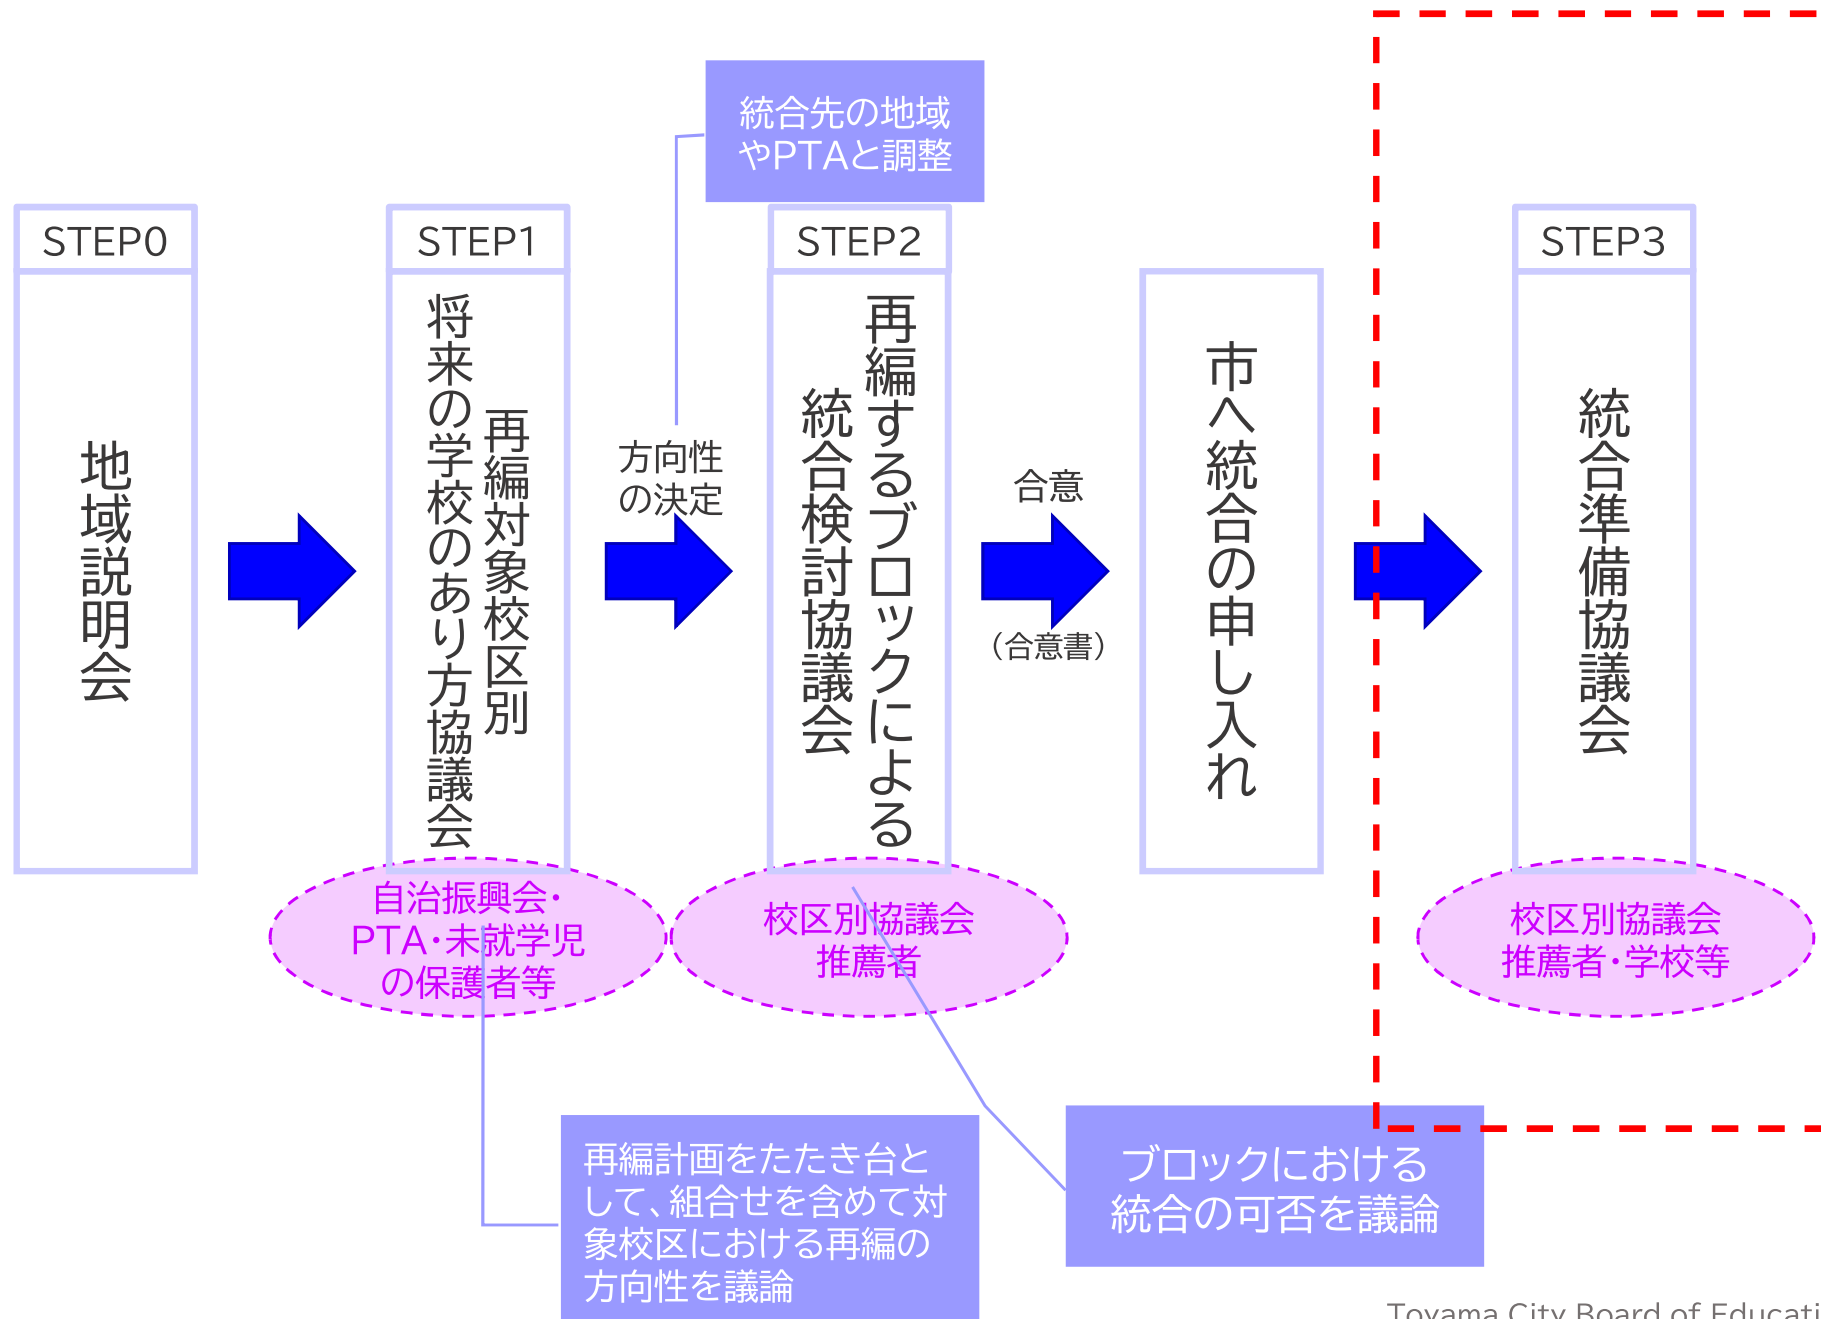 統合先の地域
やPTAと調整
STEP0
地域説明会
STEP1
再編対象校区別
将来の学校のあり方協議会
方向性
の決定
STEP2
再編するブロックによる
統合検討協議会
合意
（合意書）
市へ統合の申し入れ
STEP3
統合準備協議会
自治振興会・
PTA・未就学児
の保護者等
校区別協議会
推薦者
校区別協議会
推薦者・学校等
再編計画をたたき台と
して、組合せを含めて対
象校区における再編の
方向性を議論
ブロックにおける
統合の可否を議論
Toyama City Board of Educati